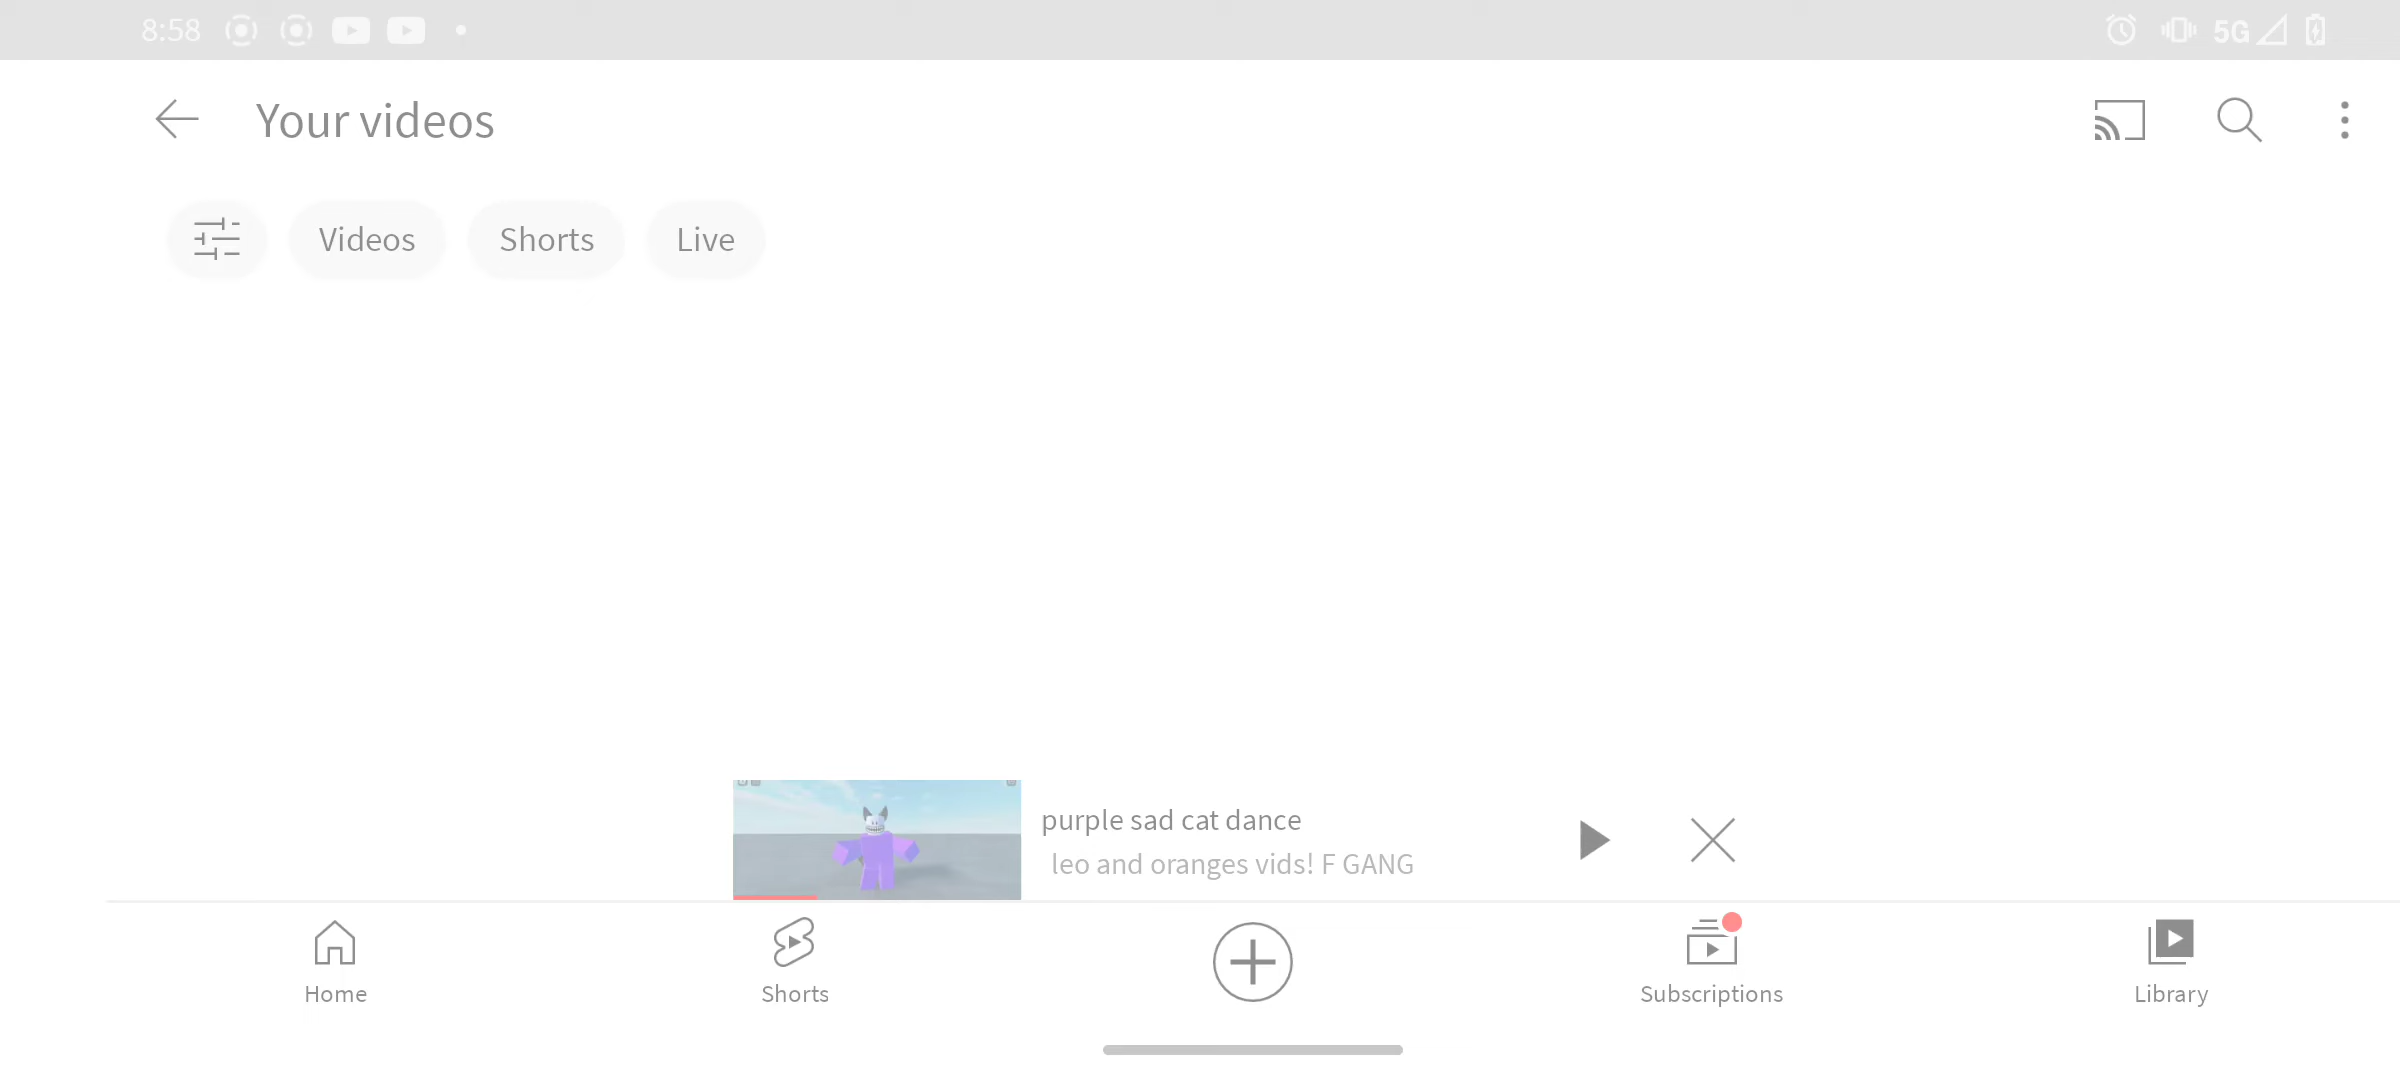 8:58
5G
Your videos
Videos
Shorts
Live
purple sad cat dance
leo and oranges vids! F GANG
Home
Shorts
Subscriptions
Library